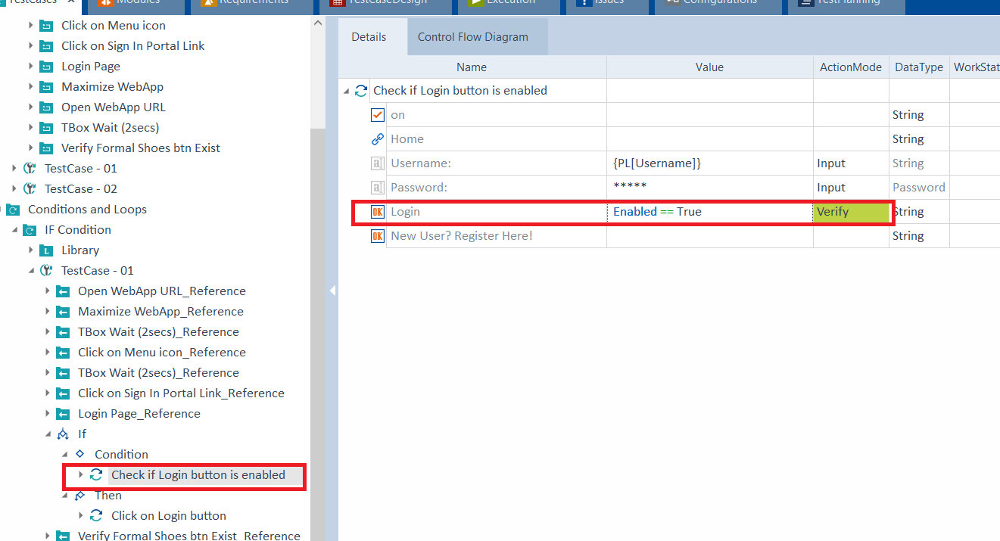 TestCases
Modules
Requirements
TestCaseDesign
Execution
Issues
Configurations
TestPlanning
Click on Menu icon
Click on Sign In Portal Link
Login Page
Maximize WebApp
Open WebApp URL
TBox Wait (2secs)
Verify Formal Shoes btn Exist
TestCase - 01
TestCase - 02
Conditions and Loops
IF Condition
L Library
TestCase - 01
Open WebApp URL_Reference
Maximize WebApp_Reference
TBox Wait (2secs)_Reference
Click on Menu icon_Reference
TBox Wait (2secs)_Reference
Click on Sign In Portal Link_Reference
Login Page_Reference
If
Condition
Check if Login button is enabled
Then
Click on Login button
Verify Formal Shoes btn Exist_Reference
Details Control Flow Diagram
Name Value ActionMode DataType WorkStat
Check if Login button is enabled
on String
Home String
a Username: {PL[Username]} Input String
a Password: ***** Input Password
OK Login Enabled == True Verify String
OK New User? Register Here! String